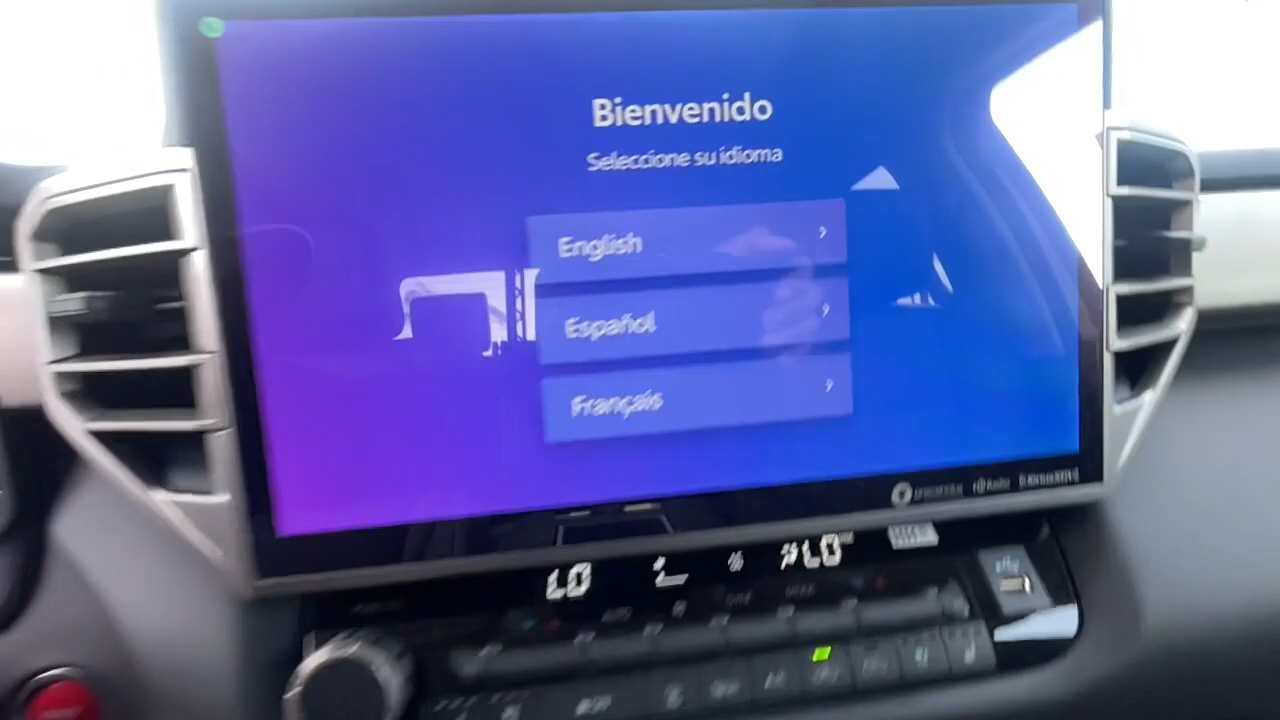 Bienvenido
Seleccione su idioma
English
Español
Français
LO
LO